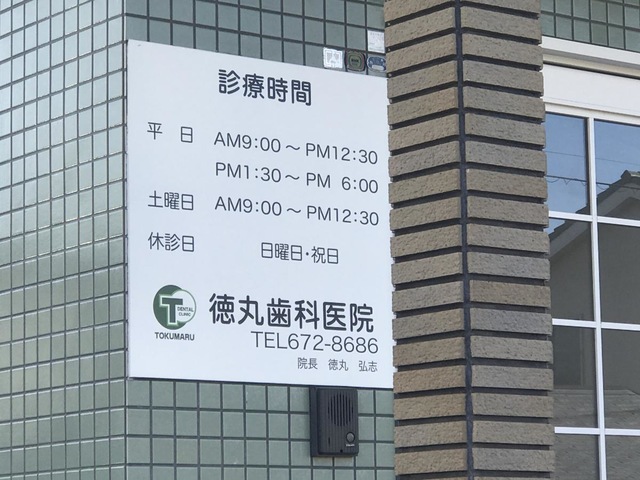 診療時間
平 日 AM9:00～PM12:30
PM1:30～PM 6:00
土曜日 AM9:00～PM12:30
休診日 日曜日・祝日
T DENTAL CLINIC
TOKUMARU
徳丸歯科医院
TEL672-8686
院長 徳丸 弘志